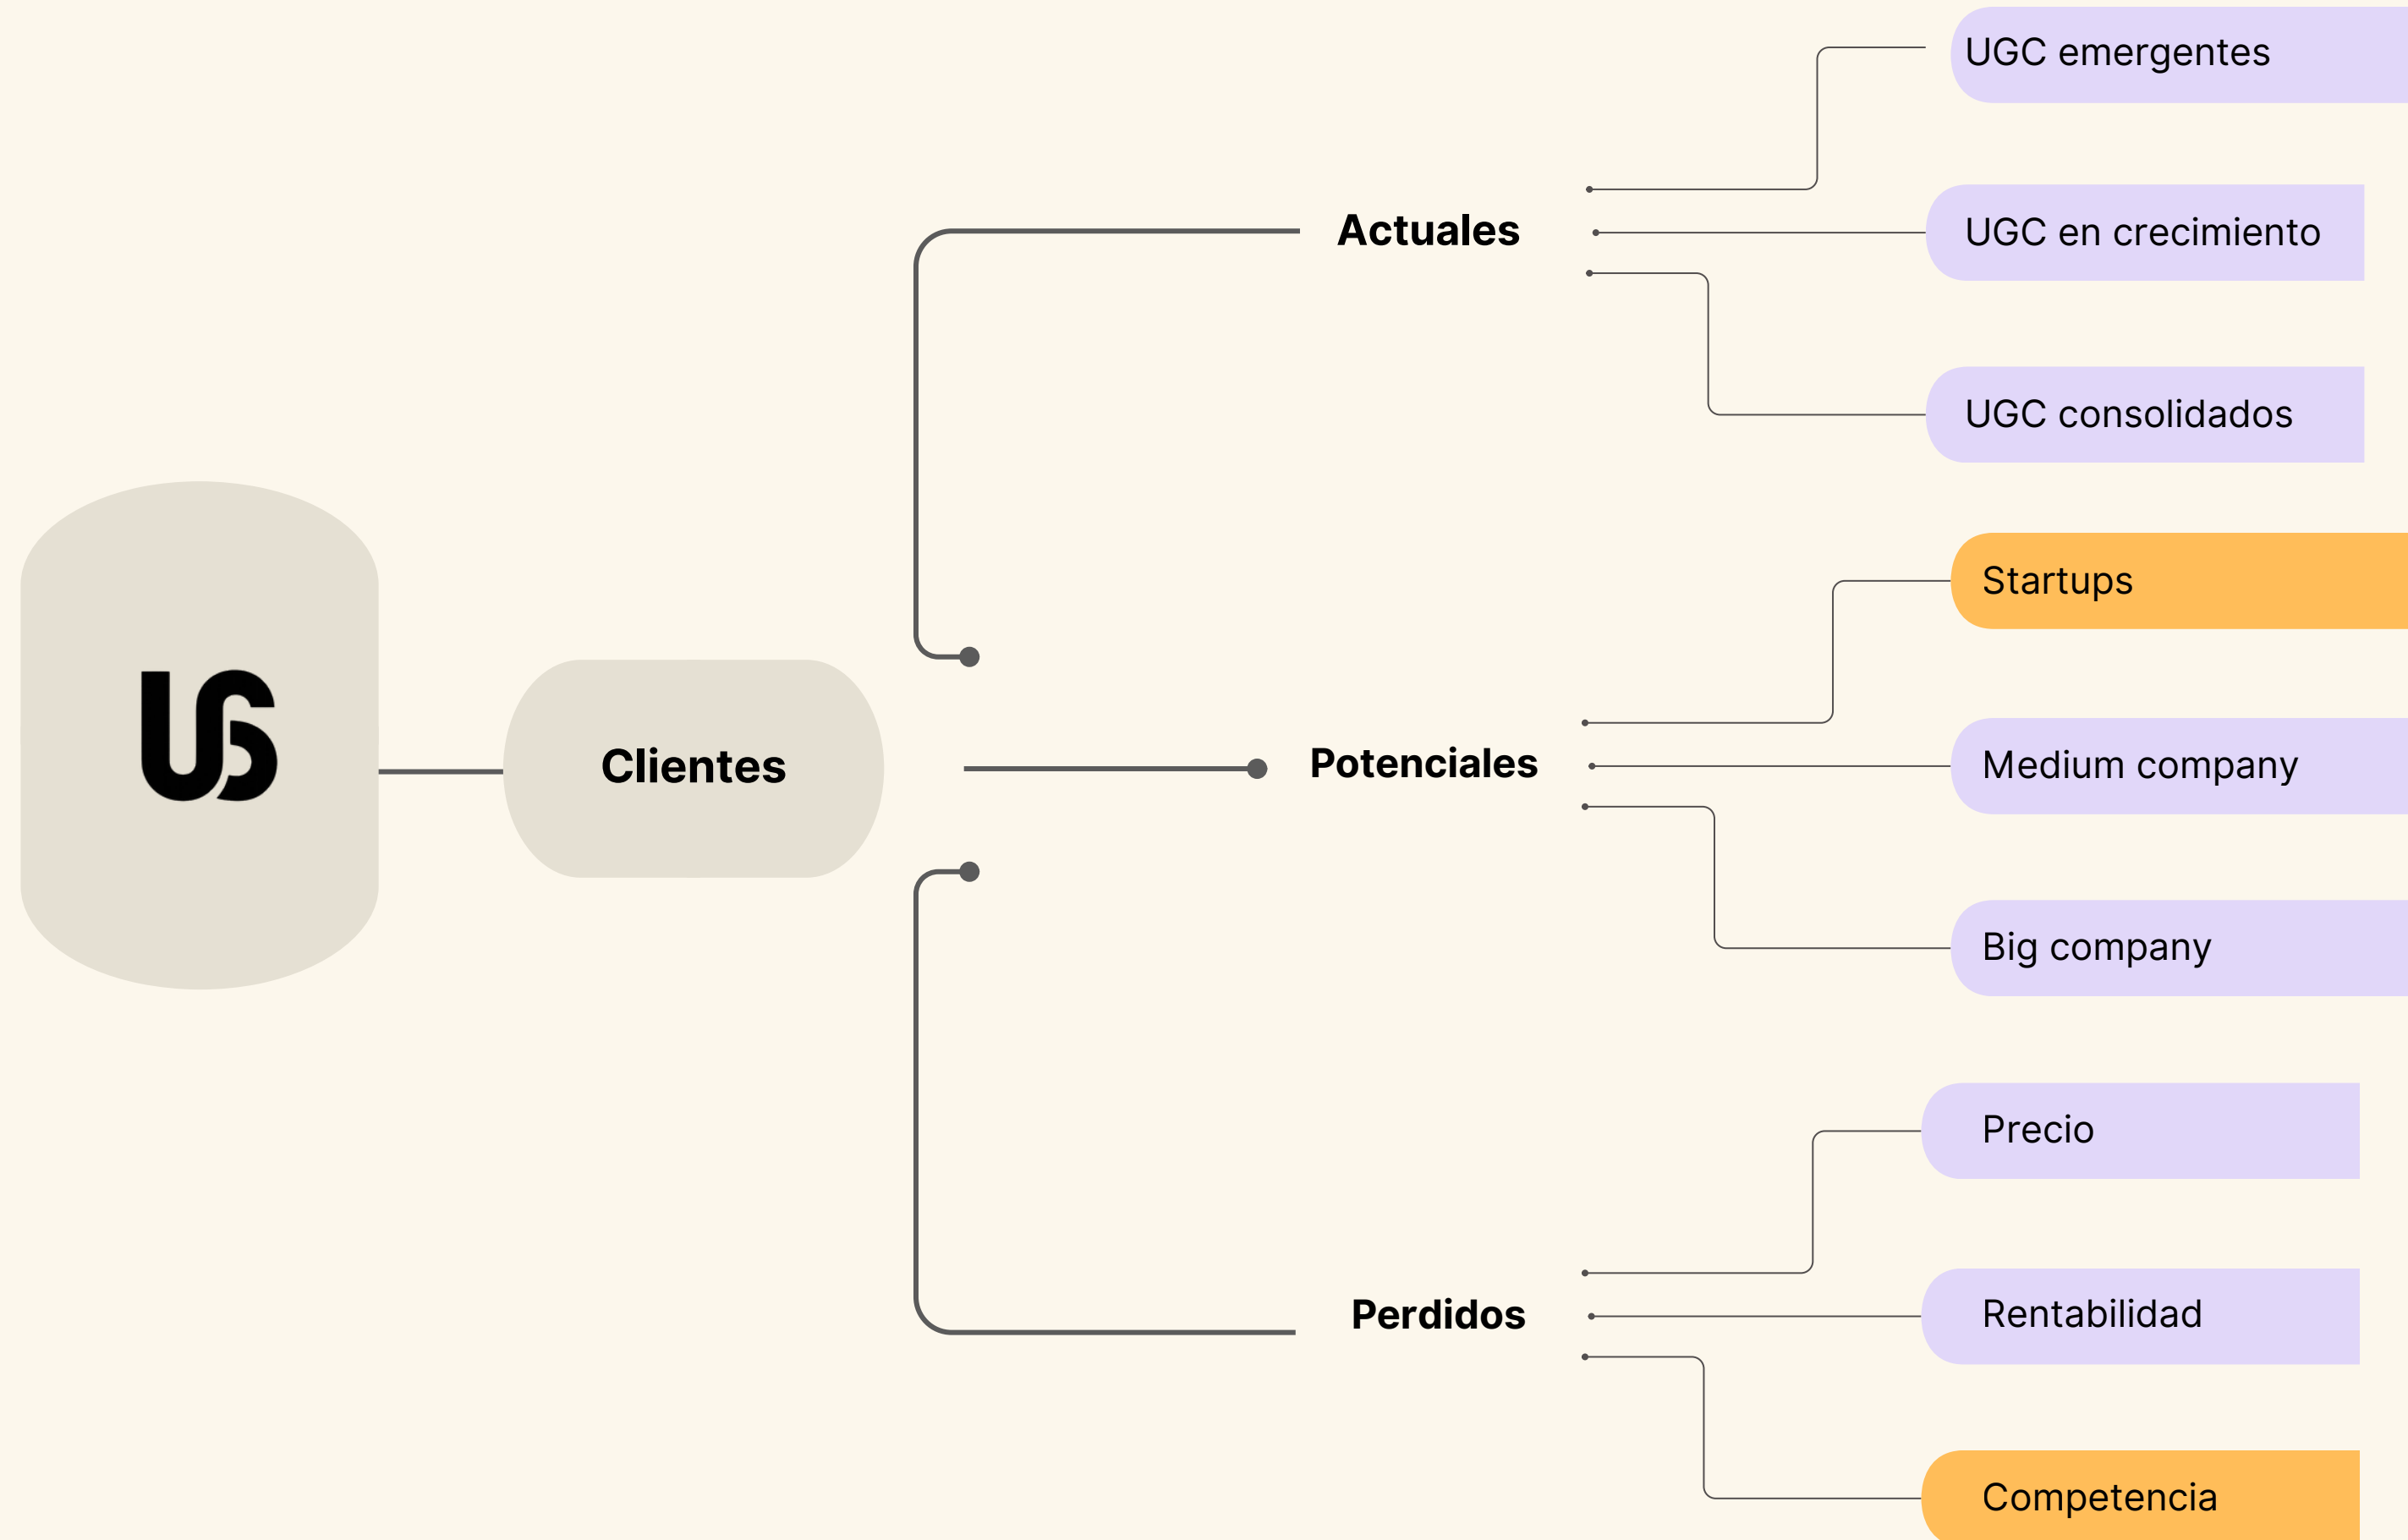 US
Clientes
Actuales
UGC emergentes
UGC en crecimiento
UGC consolidados
Potenciales
Startups
Medium company
Big company
Perdidos
Precio
Rentabilidad
Competencia